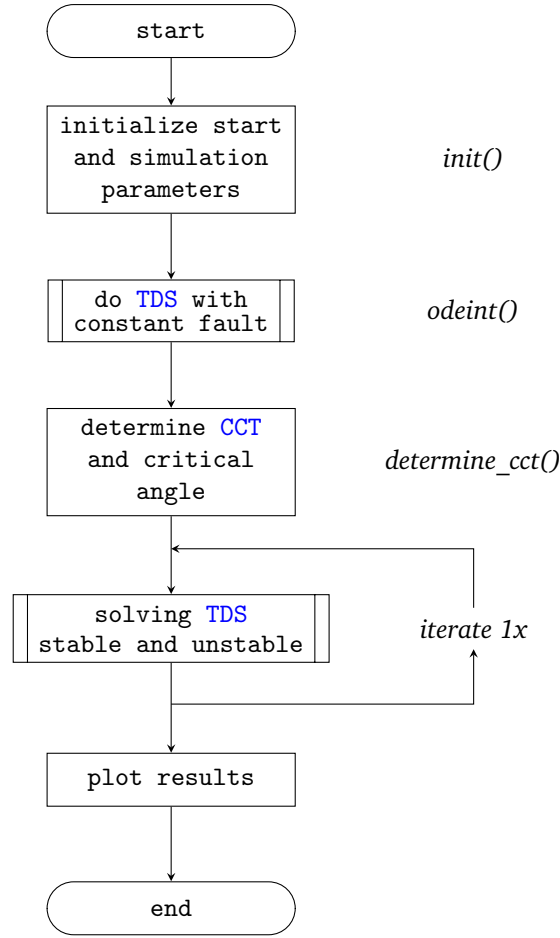 start
initialize start
and simulation
parameters
init()
do TDS with
constant fault
odeint()
determine CCT
and critical
angle
determine_cct()
solving TDS
stable and unstable
iterate 1x
plot results
end